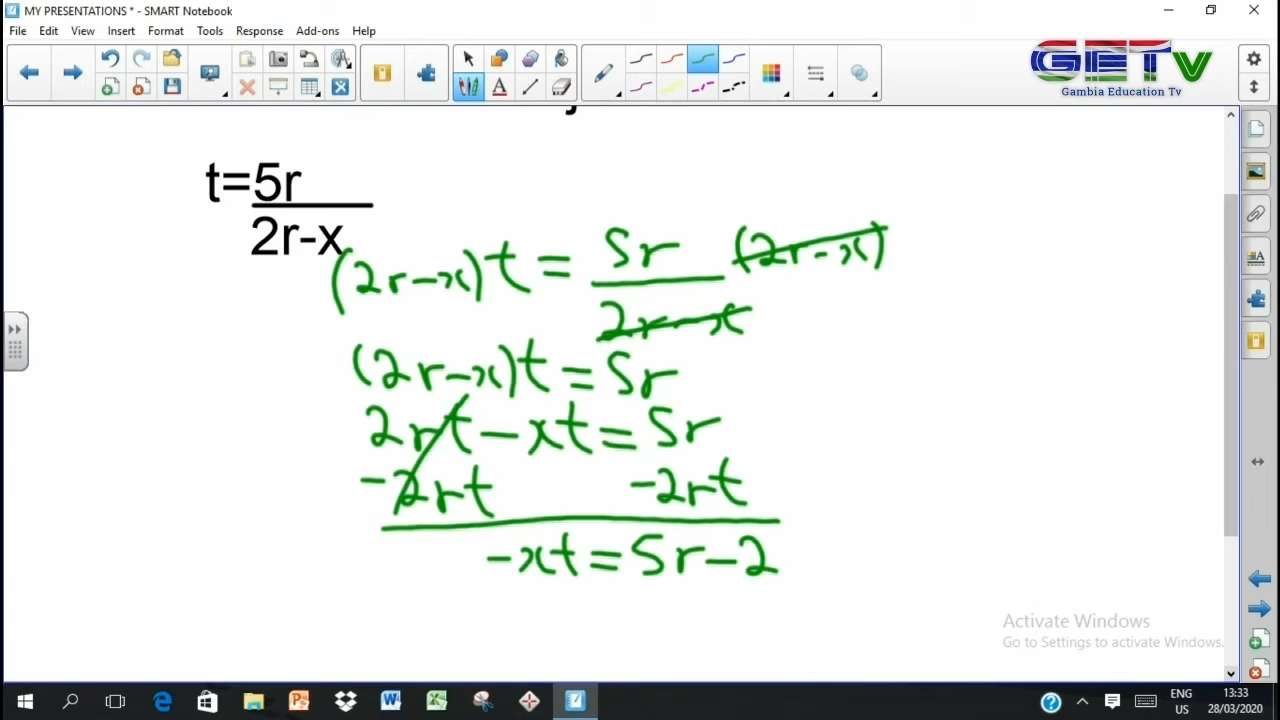 MY PRESENTATIONS * - SMART Notebook
File Edit View Insert Format Tools Response Add-ons Help
GETv
Gambia Education Tv
t=5r
2r-x
(2r-x)t = 5r (2r-x)
2r-x
(2r-x)t = 5r
2rt - xt = 5r
-2rt -2rt
-xt = 5r - 2
Activate Windows
Go to Settings to activate Windows.
ENG
US
13:33
28/03/2020